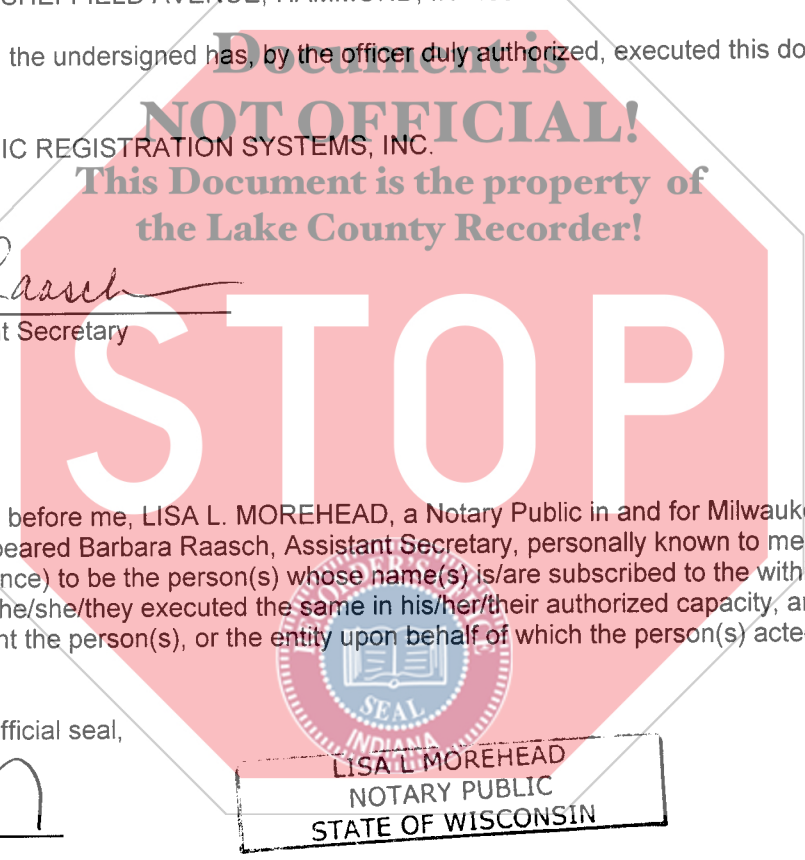 the undersigned has, by the officer duly authorized, executed this do
Document is
NOT OFFICIAL!
IC REGISTRATION SYSTEMS, INC.
This Document is the property of
the Lake County Recorder!
Raasch
t Secretary
STOP
before me, LISA L. MOREHEAD, a Notary Public in and for Milwauk
peared Barbara Raasch, Assistant Secretary, personally known to me
nce) to be the person(s) whose name(s) is/are subscribed to the with
he/she/they executed the same in his/her/their authorized capacity, a
nt the person(s), or the entity upon behalf of which the person(s) acte
RECORDER'S OFFICE
SEAL
INDIANA
fficial seal,
LISA L MOREHEAD
NOTARY PUBLIC
STATE OF WISCONSIN